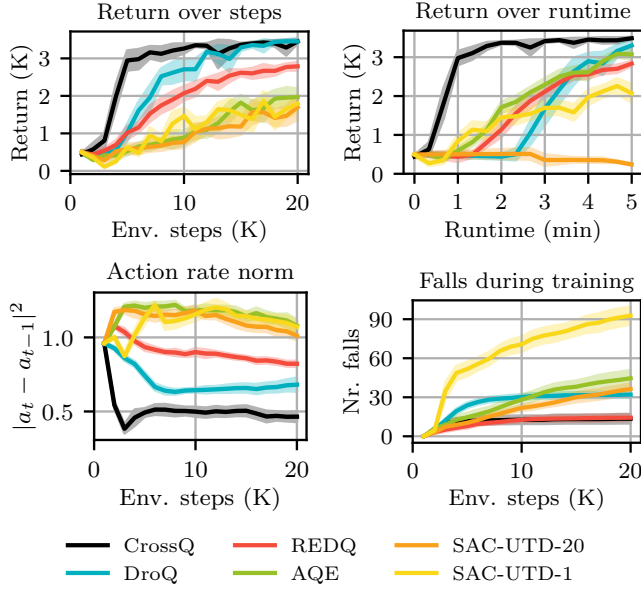 Return over steps
Return (K)
3
2
1
0
0
10
20
Env. steps (K)
Return over runtime
Return (K)
3
2
1
0
0
1
2
3
4
5
Runtime (min)
Action rate norm
|a_t − a_{t−1}|^2
1.0
0.5
0
10
20
Env. steps (K)
Falls during training
Nr. falls
90
60
30
0
0
10
20
Env. steps (K)
CrossQ
REDQ
SAC-UTD-20
DroQ
AQE
SAC-UTD-1